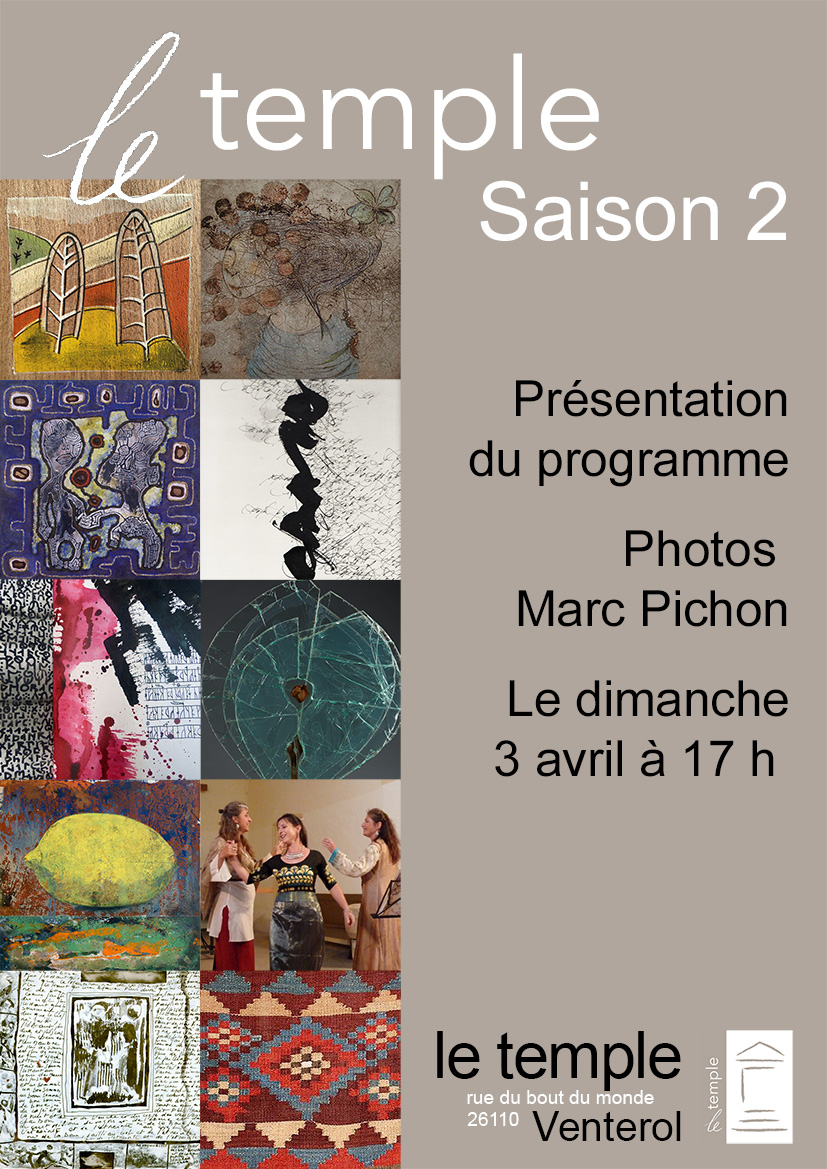 le temple
Saison 2
Présentation
du programme
Photos
Marc Pichon
Le dimanche
3 avril à 17 h
le temple
rue du bout du monde
26110 Venterol
le temple